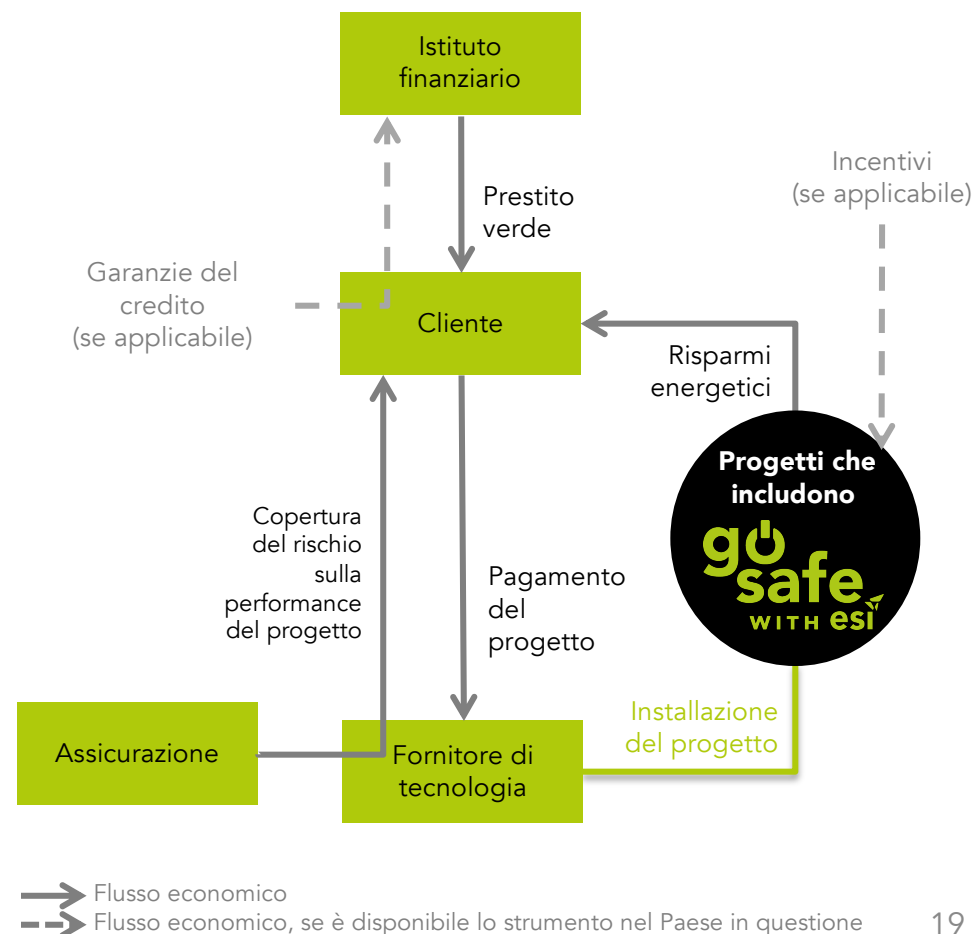 Istituto
finanziario
Prestito
verde
Incentivi
(se applicabile)
Garanzie del
credito
(se applicabile)
Cliente
Risparmi
energetici
Progetti che
includono
go
safe
WITH esi
Copertura
del rischio
sulla
performance
del progetto
Pagamento
del
progetto
Installazione
del progetto
Assicurazione
Fornitore di
tecnologia
Flusso economico
Flusso economico, se è disponibile lo strumento nel Paese in questione
19